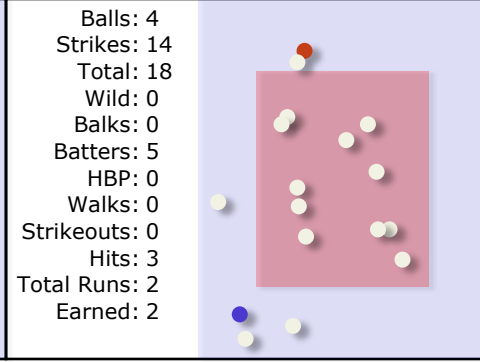 Balls: 4
Strikes: 14
Total: 18
Wild: 0
Balks: 0
Batters: 5
HBP: 0
Walks: 0
Strikeouts: 0
Hits: 3
Total Runs: 2
Earned: 2